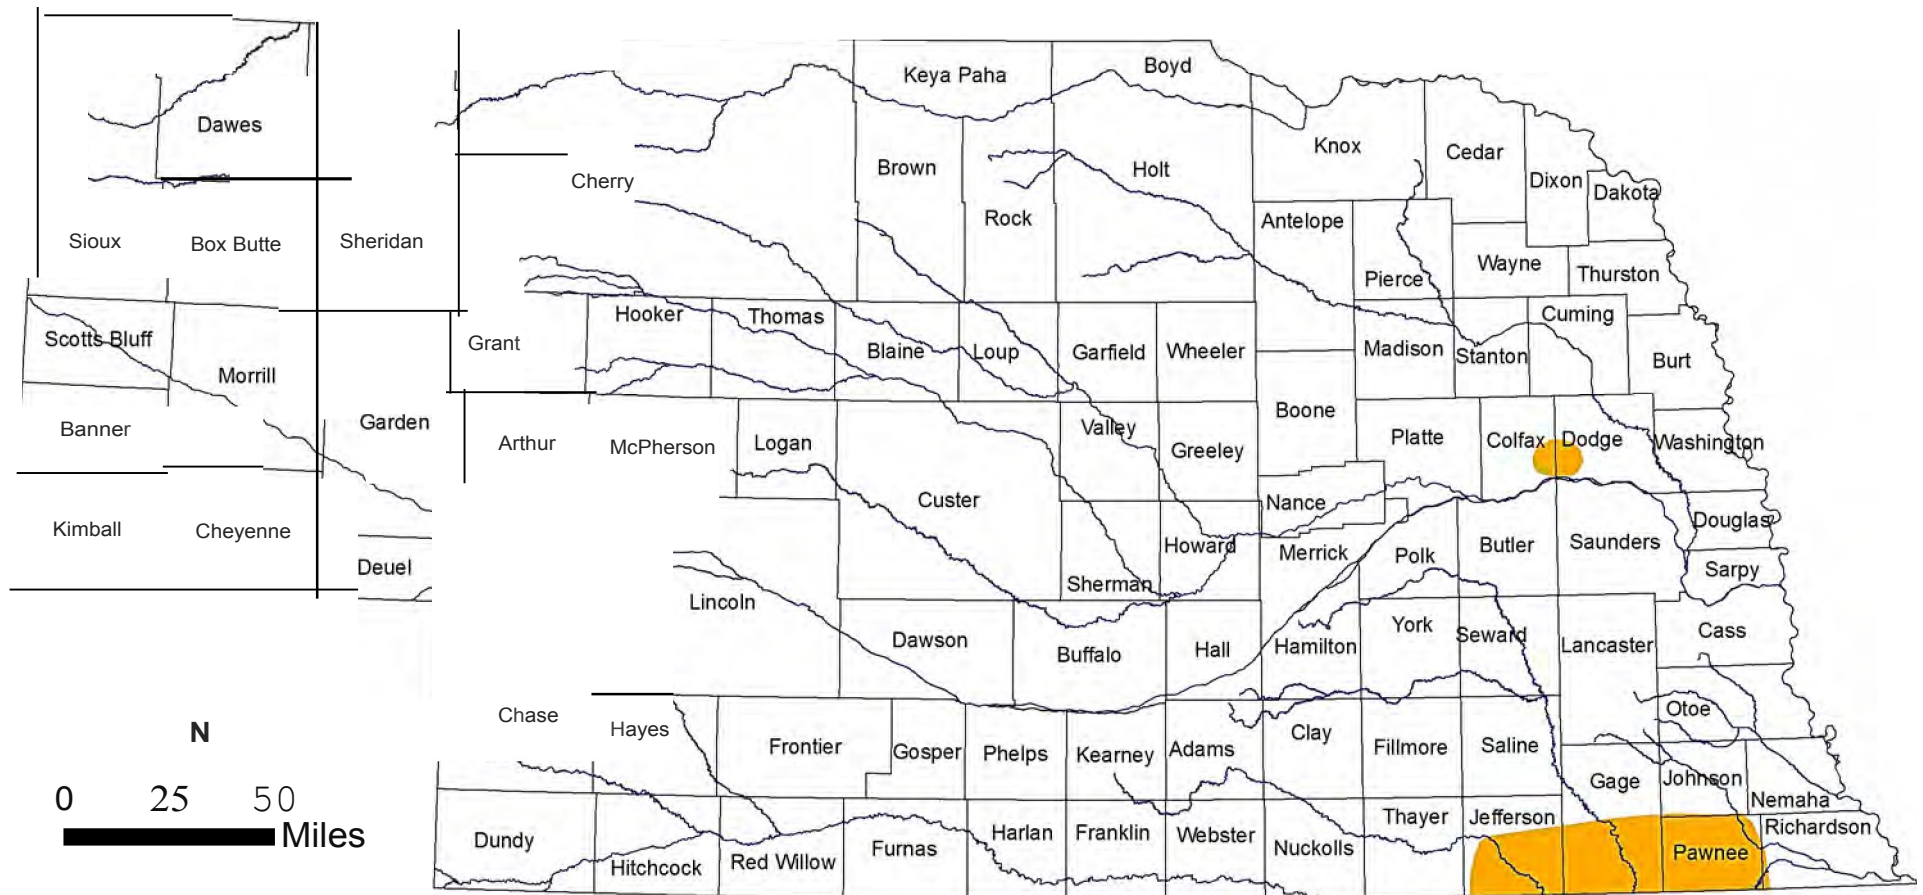 Keya Paha
Boyd
Dawes
Knox
Cedar
Brown
Holt
Cherry
Dixon
Dakota
Rock
Antelope
Sioux
Box Butte
Sheridan
Wayne
Thurston
Pierce
Hooker
Thomas
Cuming
Scotts Bluff
Grant
Blaine
Loup
Garfield
Wheeler
Madison
Stanton
Burt
Morrill
Boone
Banner
Garden
Arthur
McPherson
Logan
Valley
Greeley
Platte
Colfax
Dodge
Washington
Custer
Nance
Kimball
Cheyenne
Howard
Merrick
Polk
Butler
Saunders
Douglas
Deuel
Sherman
Sarpy
Lincoln
Dawson
Buffalo
Hall
Hamilton
York
Seward
Lancaster
Cass
Chase
Hayes
Otoe
N
Frontier
Gosper
Phelps
Kearney
Adams
Clay
Fillmore
Saline
Gage
Johnson
0 25 50
Miles
Nemaha
Dundy
Hitchcock
Red Willow
Furnas
Harlan
Franklin
Webster
Nuckolls
Thayer
Jefferson
Pawnee
Richardson